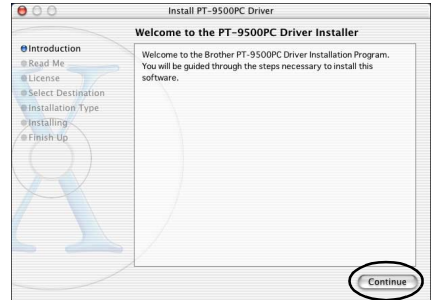 Install PT-9500PC Driver
Welcome to the PT-9500PC Driver Installer
Introduction
Read Me
License
Select Destination
Installation Type
Installing
Finish Up
Welcome to the Brother PT-9500PC Driver Installation Program.
You will be guided through the steps necessary to install this
software.
Continue